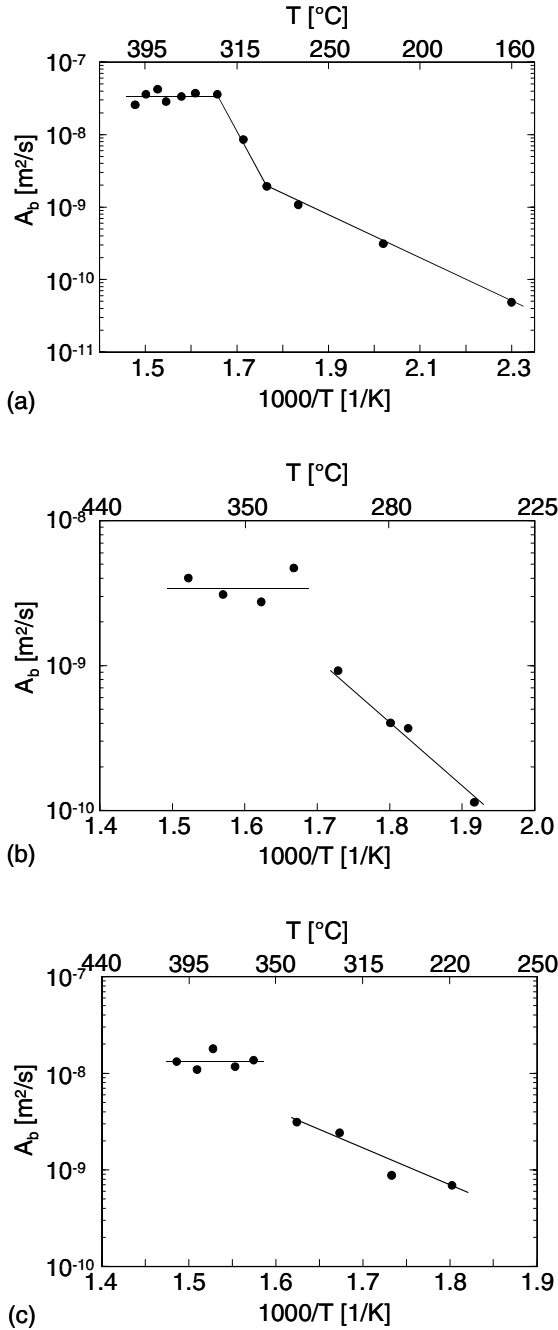 T [°C]
395 315 250 200 160
10-7
10-8
10-9
10-10
10-11
Ab [m2/s]
1.5 1.7 1.9 2.1 2.3
1000/T [1/K]
(a)
T [°C]
440 350 280 225
10-8
10-9
10-10
Ab [m2/s]
1.4 1.5 1.6 1.7 1.8 1.9 2.0
1000/T [1/K]
(b)
T [°C]
440 395 350 315 220 250
10-7
10-8
10-9
10-10
Ab [m2/s]
1.4 1.5 1.6 1.7 1.8 1.9
1000/T [1/K]
(c)